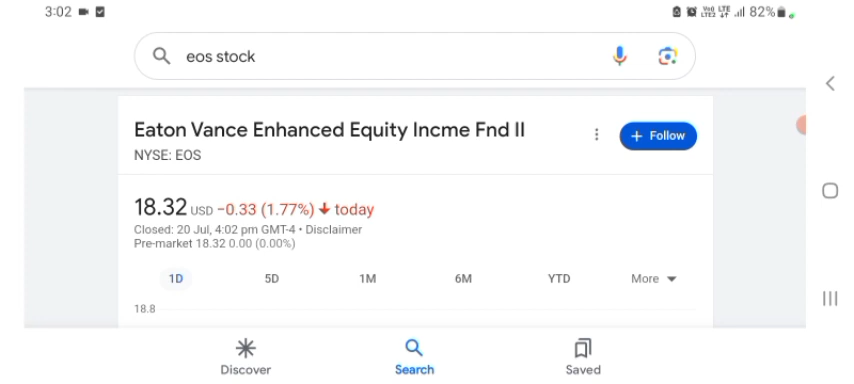 3:02 82%
eos stock
Eaton Vance Enhanced Equity Incme Fnd II
+ Follow
NYSE: EOS
18.32 USD −0.33 (1.77%) today
Closed: 20 Jul, 4:02 pm GMT-4 • Disclaimer
Pre-market 18.32 0.00 (0.00%)
1D 5D 1M 6M YTD More
18.8
Discover Search Saved